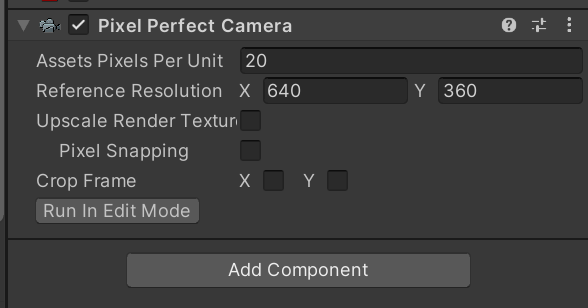 Pixel Perfect Camera
Assets Pixels Per Unit 20
Reference Resolution X 640 Y 360
Upscale Render Textur
Pixel Snapping
Crop Frame X Y
Run In Edit Mode
Add Component